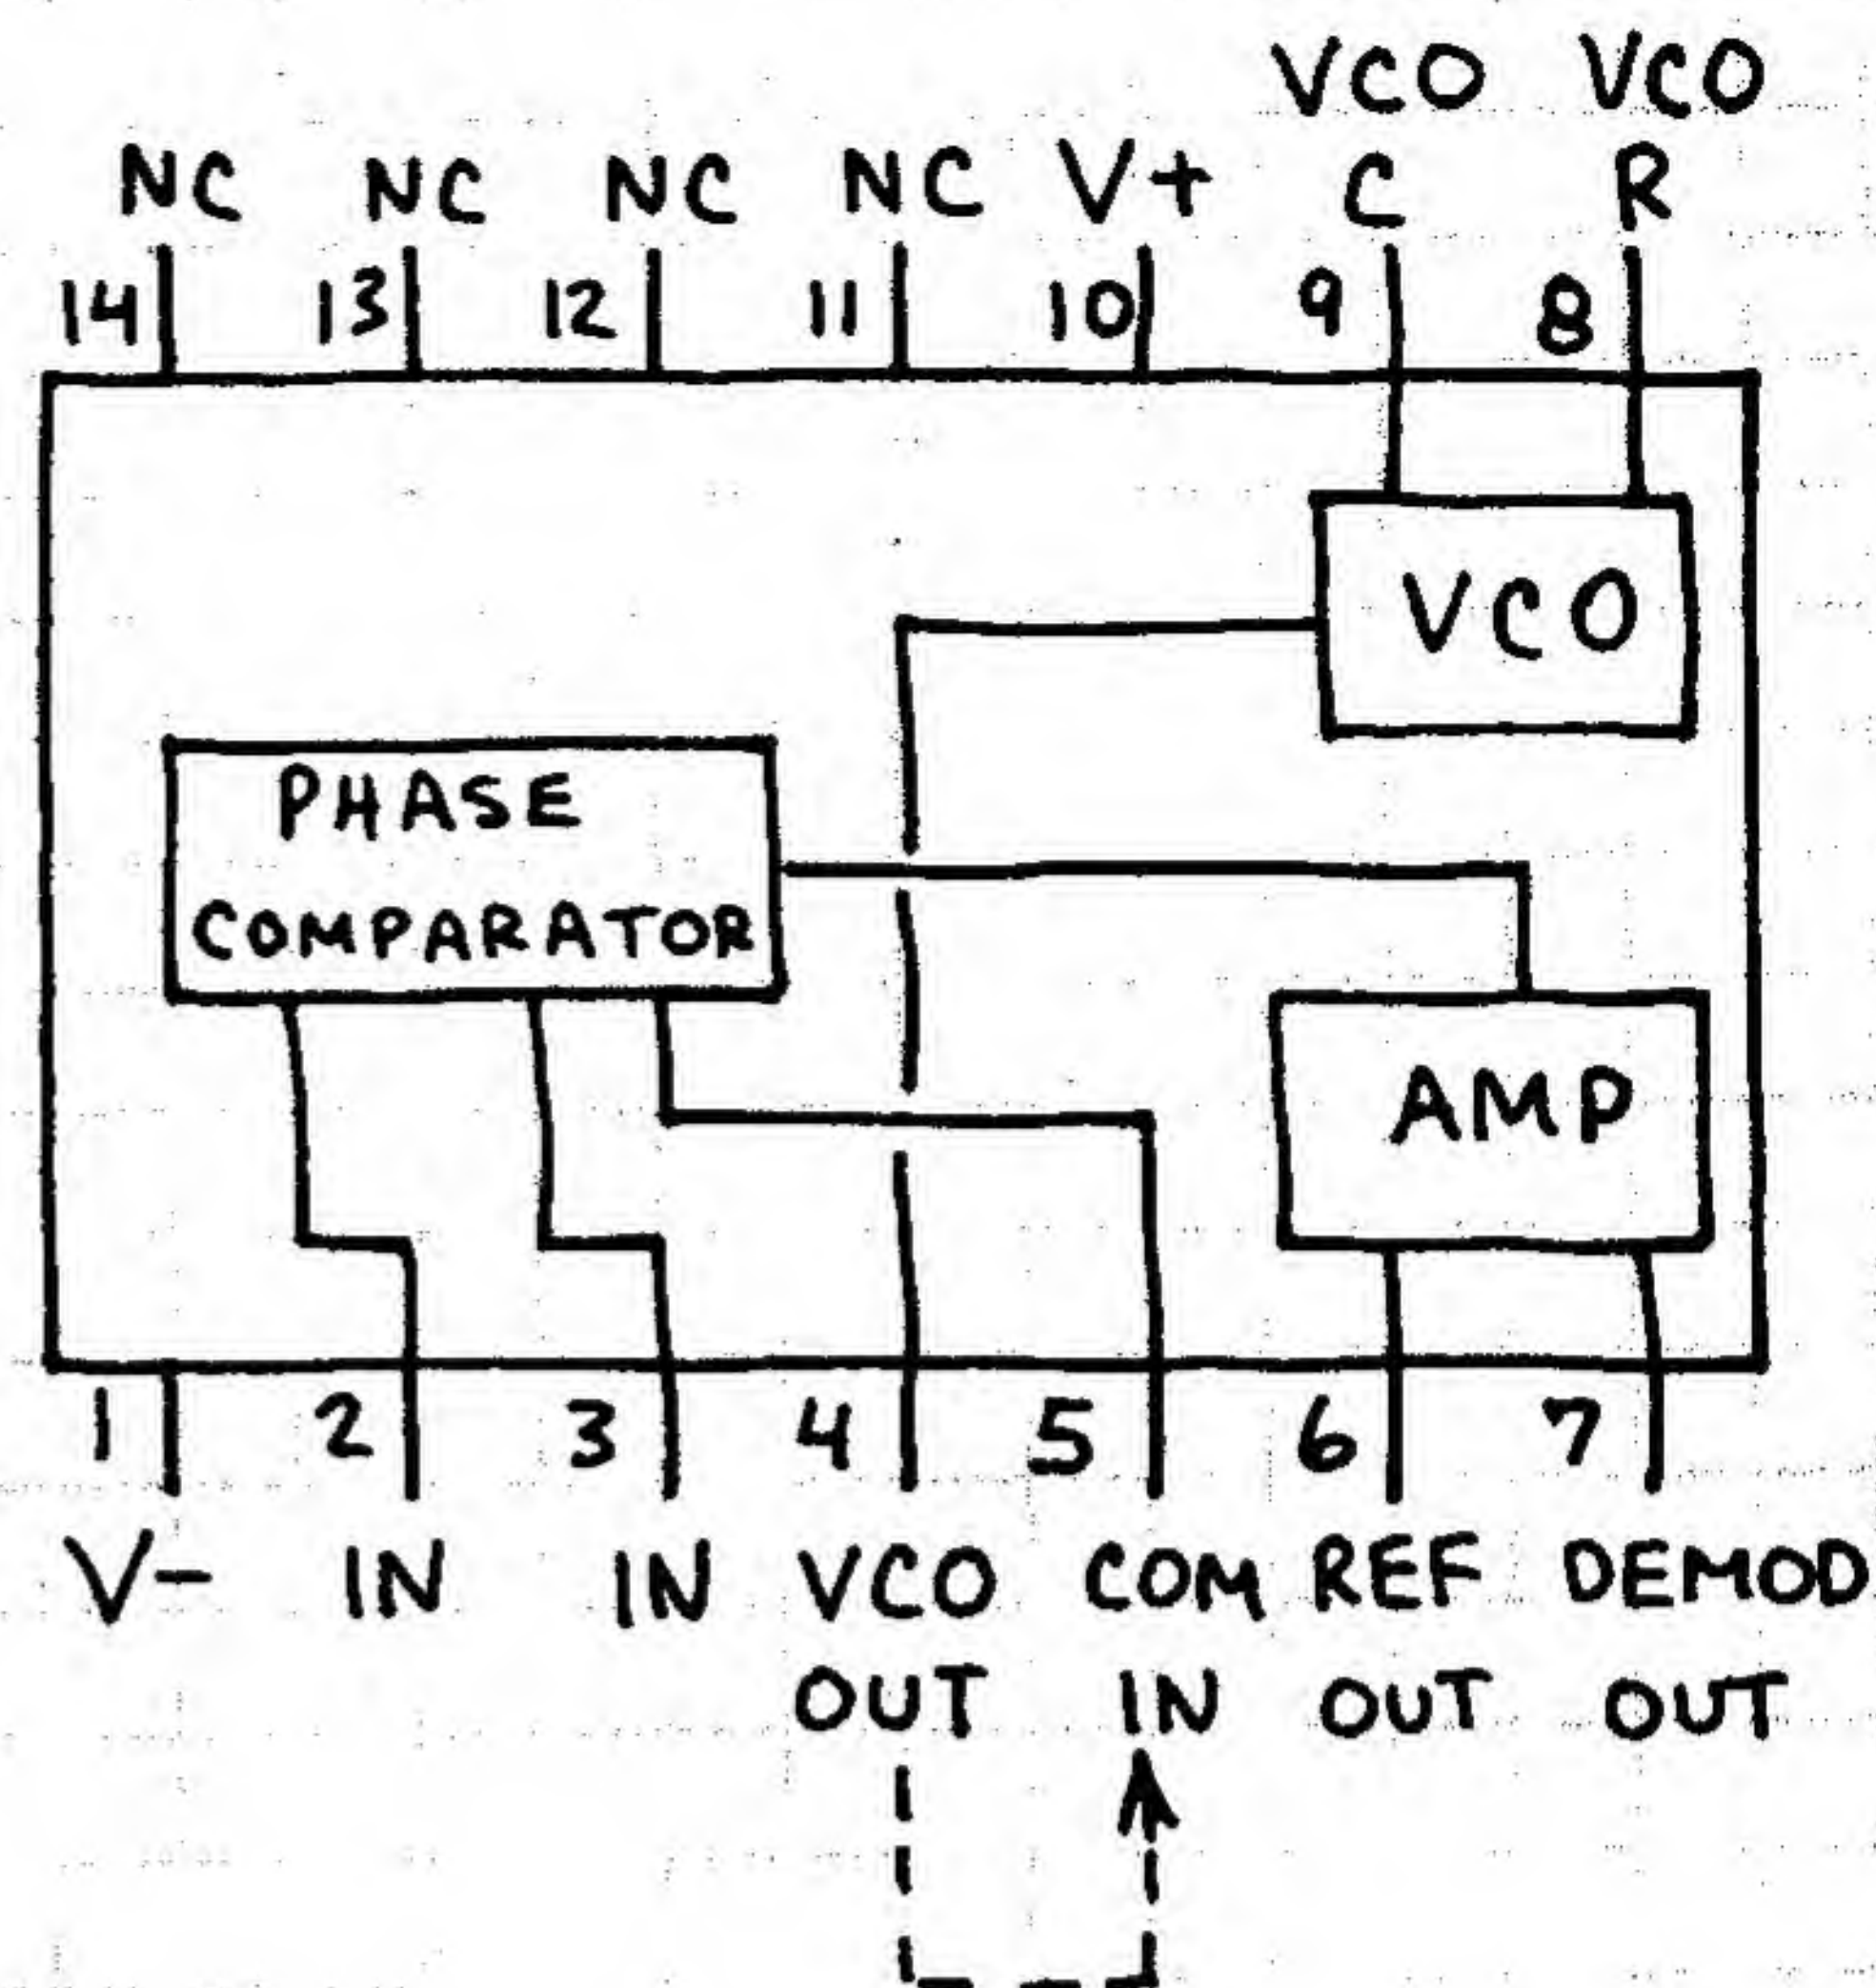 VCO VCO
NC NC NC NC V+ C R
14 13 12 11 10 9 8
VCO
PHASE
COMPARATOR
AMP
1 2 3 4 5 6 7
V- IN IN VCO COM REF DEMOD
OUT IN OUT OUT